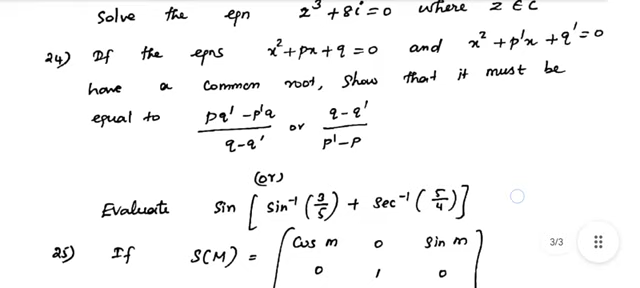 Solve the eqn z³ + 8i = 0 where z ∈ C
24) If the eqns x² + px + q = 0 and x² + p'x + q' = 0
have a common root, show that it must be
equal to (pq' - p'q)/(q - q') or (q - q')/(p' - p)
(or)
Evaluate sin [ sin⁻¹ (3/5) + sec⁻¹ (5/4) ]
25) If S(M) = [ Cos m 0 Sin m
0 1 0
3/3